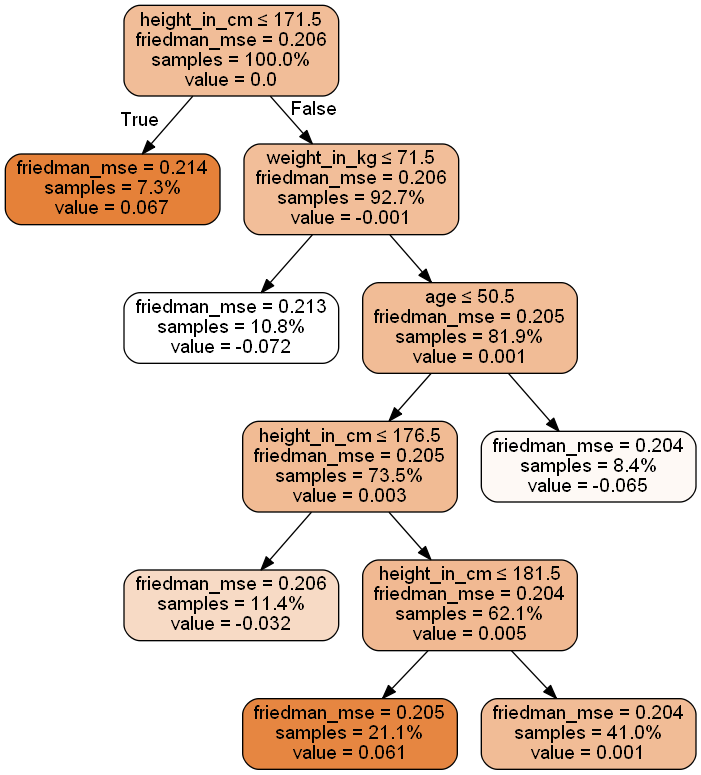 height_in_cm ≤ 171.5
friedman_mse = 0.206
samples = 100.0%
value = 0.0
True
False
friedman_mse = 0.214
samples = 7.3%
value = 0.067
weight_in_kg ≤ 71.5
friedman_mse = 0.206
samples = 92.7%
value = -0.001
friedman_mse = 0.213
samples = 10.8%
value = -0.072
age ≤ 50.5
friedman_mse = 0.205
samples = 81.9%
value = 0.001
height_in_cm ≤ 176.5
friedman_mse = 0.205
samples = 73.5%
value = 0.003
friedman_mse = 0.204
samples = 8.4%
value = -0.065
friedman_mse = 0.206
samples = 11.4%
value = -0.032
height_in_cm ≤ 181.5
friedman_mse = 0.204
samples = 62.1%
value = 0.005
friedman_mse = 0.205
samples = 21.1%
value = 0.061
friedman_mse = 0.204
samples = 41.0%
value = 0.001